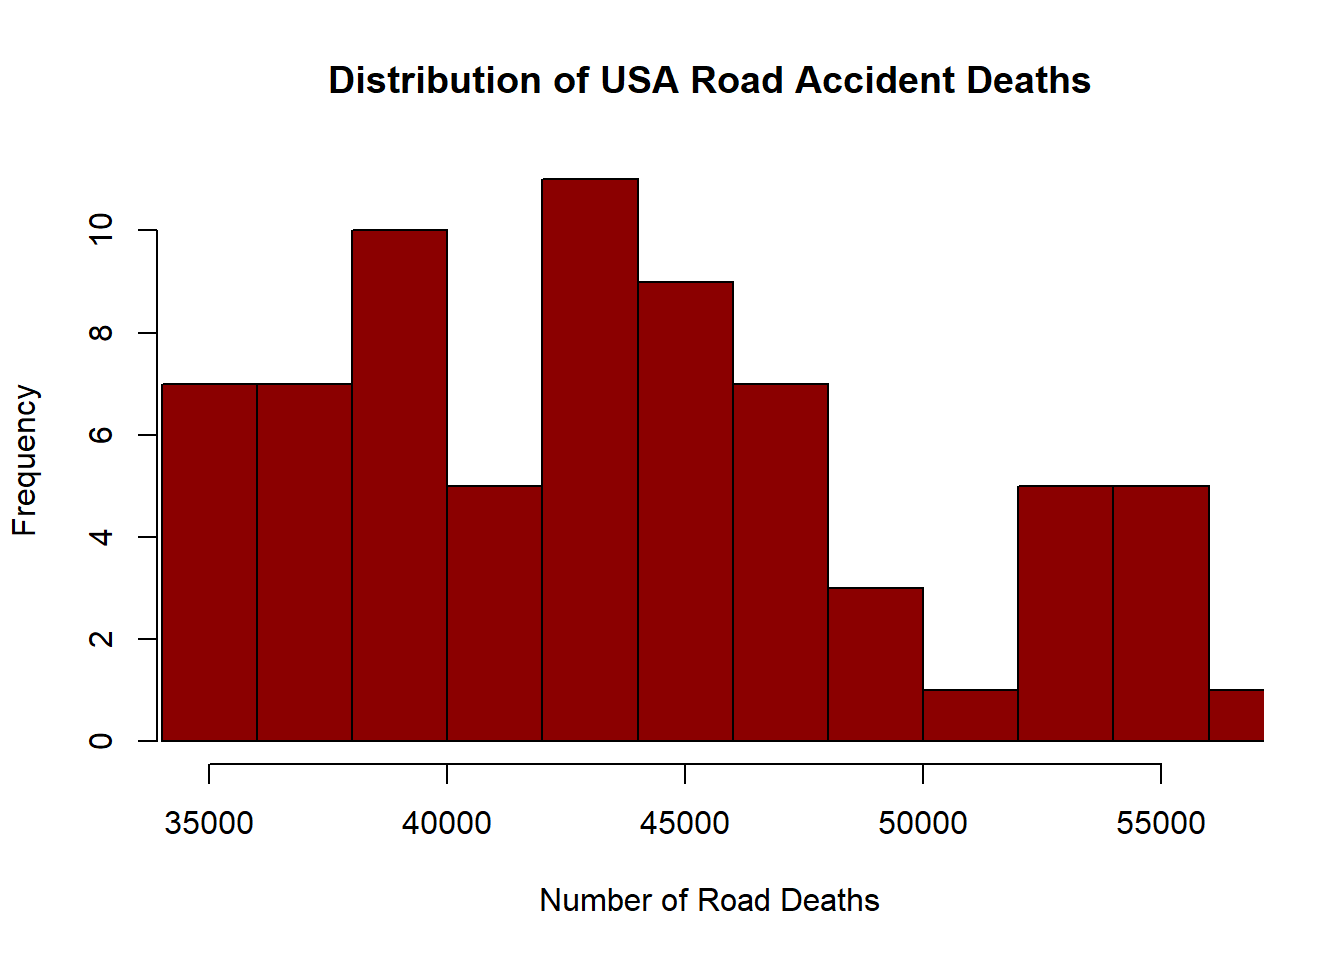 Distribution of USA Road Accident Deaths
Frequency
10
8
6
4
2
0
35000 40000 45000 50000 55000
Number of Road Deaths